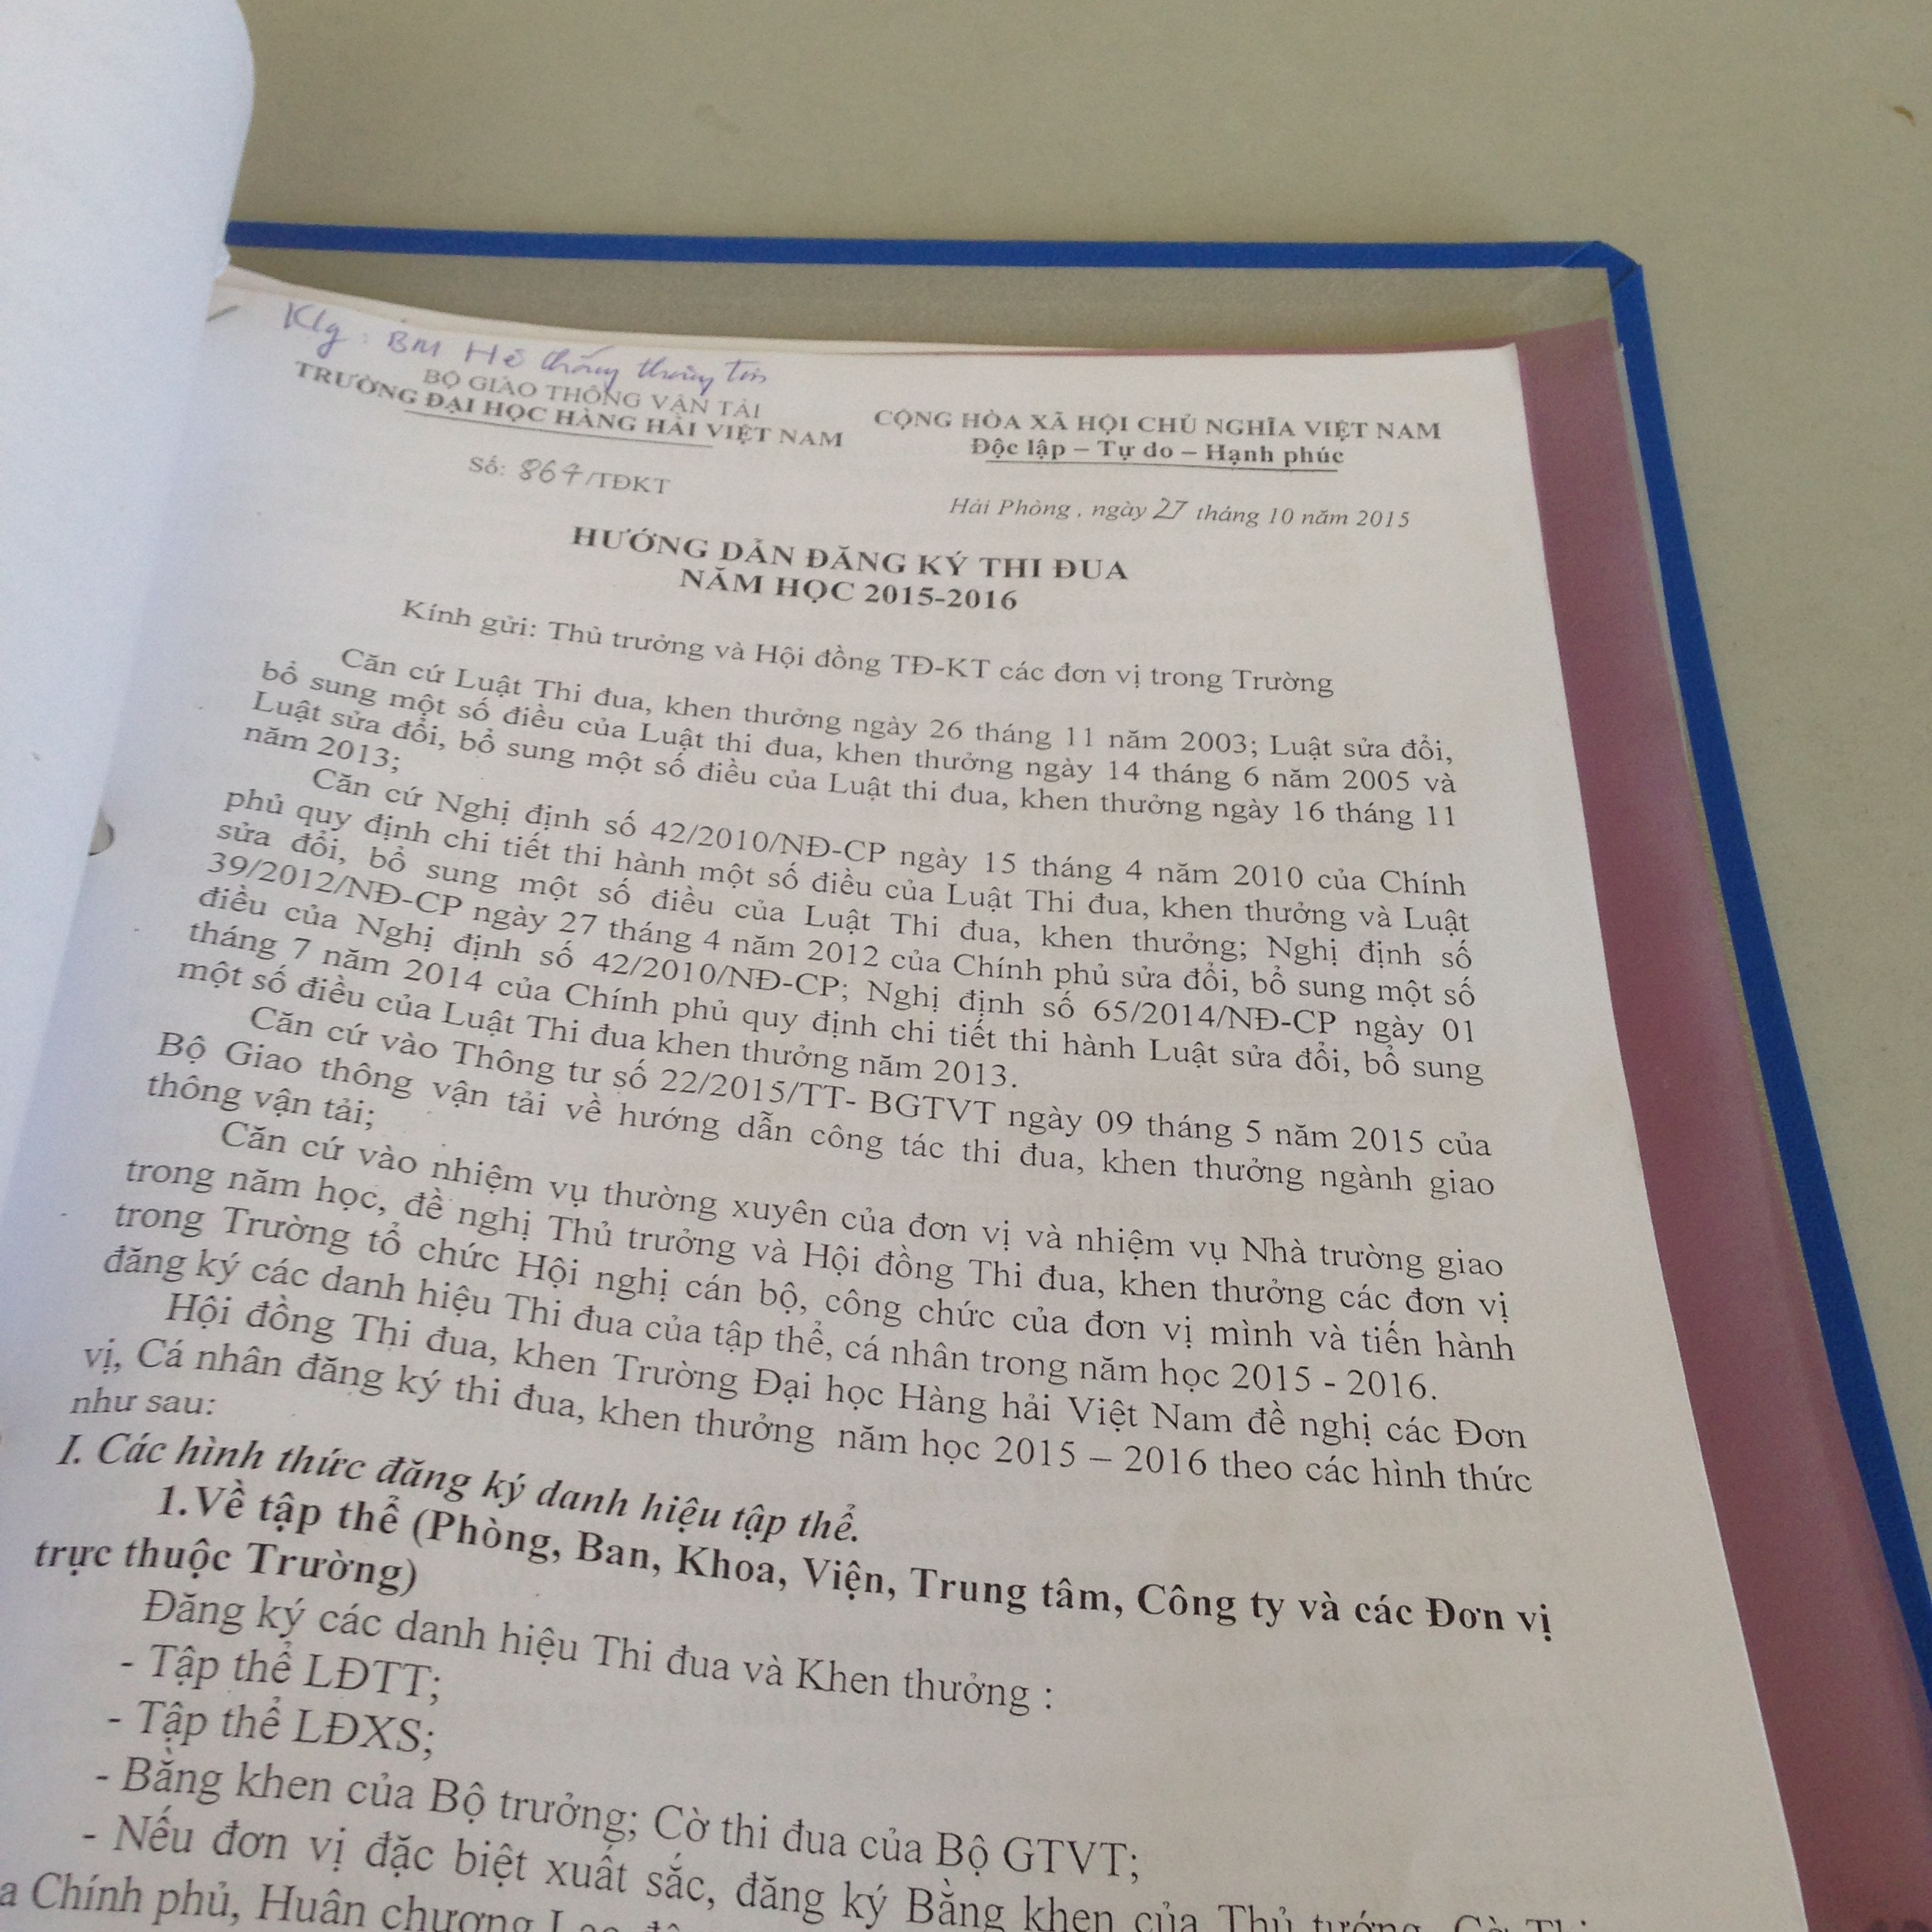 Klg: BM Hệ thống thông tin
BỘ GIAO THÔNG VẬN TẢI
TRƯỜNG ĐẠI HỌC HÀNG HẢI VIỆT NAM
CỘNG HÒA XÃ HỘI CHỦ NGHĨA VIỆT NAM
Độc lập – Tự do – Hạnh phúc
Số: 864/TĐKT
Hải Phòng , ngày 27 tháng 10 năm 2015
HƯỚNG DẪN ĐĂNG KÝ THI ĐUA
NĂM HỌC 2015-2016
Kính gửi: Thủ trưởng và Hội đồng TĐ-KT các đơn vị trong Trường
Căn cứ Luật Thi đua, khen thưởng ngày 26 tháng 11 năm 2003; Luật sửa đổi,
bổ sung một số điều của Luật thi đua, khen thưởng ngày 14 tháng 6 năm 2005 và
Luật sửa đổi, bổ sung một số điều của Luật thi đua, khen thưởng ngày 16 tháng 11
năm 2013;
Căn cứ Nghị định số 42/2010/NĐ-CP ngày 15 tháng 4 năm 2010 của Chính
phủ quy định chi tiết thi hành một số điều của Luật Thi đua, khen thưởng và Luật
sửa đổi, bổ sung một số điều của Luật Thi đua, khen thưởng; Nghị định số
39/2012/NĐ-CP ngày 27 tháng 4 năm 2012 của Chính phủ sửa đổi, bổ sung một số
điều của Nghị định số 42/2010/NĐ-CP; Nghị định số 65/2014/NĐ-CP ngày 01
tháng 7 năm 2014 của Chính phủ quy định chi tiết thi hành Luật sửa đổi, bổ sung
một số điều của Luật Thi đua khen thưởng năm 2013.
Căn cứ vào Thông tư số 22/2015/TT- BGTVT ngày 09 tháng 5 năm 2015 của
Bộ Giao thông vận tải về hướng dẫn công tác thi đua, khen thưởng ngành giao
thông vận tải;
Căn cứ vào nhiệm vụ thường xuyên của đơn vị và nhiệm vụ Nhà trường giao
trong năm học, đề nghị Thủ trưởng và Hội đồng Thi đua, khen thưởng các đơn vị
trong Trường tổ chức Hội nghị cán bộ, công chức của đơn vị mình và tiến hành
đăng ký các danh hiệu Thi đua của tập thể, cá nhân trong năm học 2015 - 2016.
Hội đồng Thi đua, khen Trường Đại học Hàng hải Việt Nam đề nghị các Đơn
vị, Cá nhân đăng ký thi đua, khen thưởng năm học 2015 – 2016 theo các hình thức
như sau:
I. Các hình thức đăng ký danh hiệu tập thể.
1.Về tập thể (Phòng, Ban, Khoa, Viện, Trung tâm, Công ty và các Đơn vị
trực thuộc Trường)
Đăng ký các danh hiệu Thi đua và Khen thưởng :
- Tập thể LĐTT;
- Tập thể LĐXS;
- Bằng khen của Bộ trưởng; Cờ thi đua của Bộ GTVT;
- Nếu đơn vị đặc biệt xuất sắc, đăng ký Bằng khen của Thủ tướng, Cờ Thi
a Chính phủ, Huân chương Lao